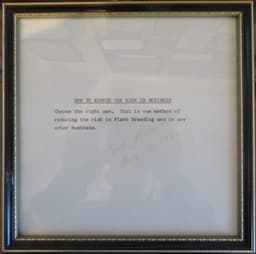 HOW TO REDUCE THE RISK IN BUSINESS
Choose the right man. That is one method of
reducing the risk in Plant Breeding and in any
other business.